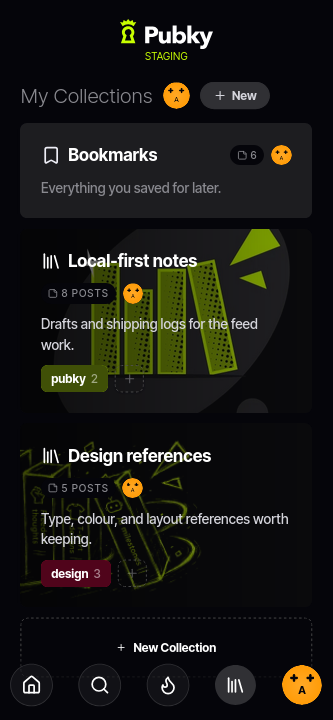 Pubky
STAGING
My Collections
A
New
Bookmarks
6
A
Everything you saved for later.
Local-first notes
8 POSTS
A
Drafts and shipping logs for the feed
work.
pubky 2
+
Design references
5 POSTS
A
Type, colour, and layout references worth
keeping.
design 3
+
+ New Collection
A